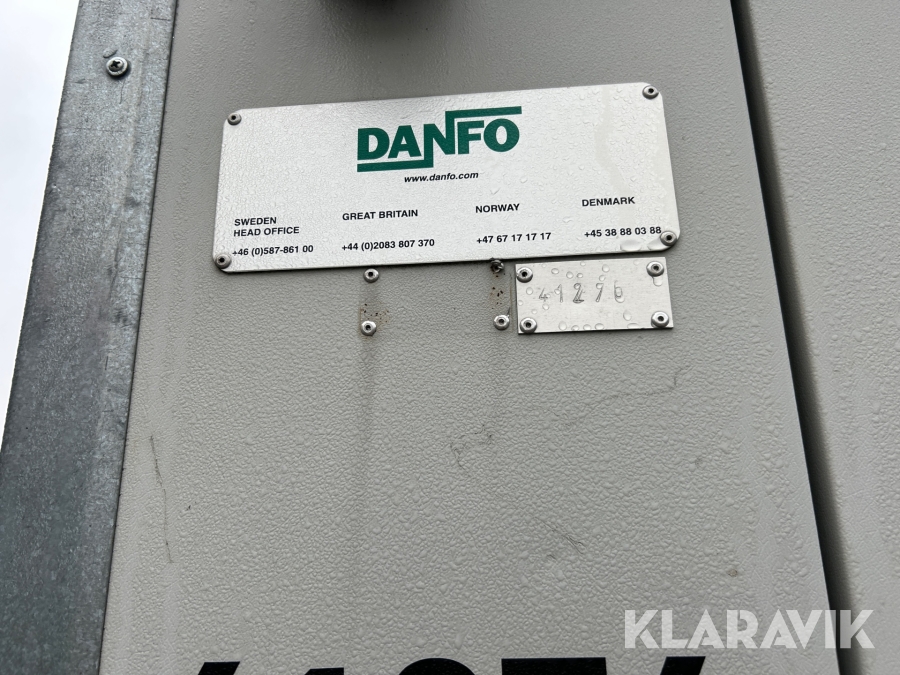 DANFO
www.danfo.com
SWEDEN
HEAD OFFICE
+46 (0)587-861 00
GREAT BRITAIN
+44 (0)2083 807 370
NORWAY
+47 67 17 17 17
DENMARK
+45 38 88 03 88
41276
KLARAVIK